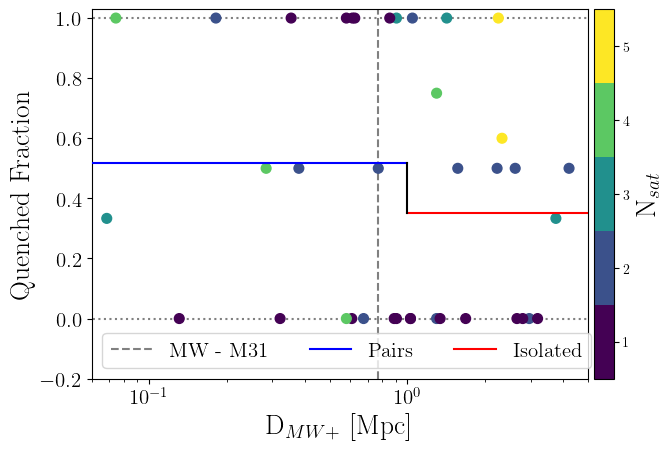 1.0
0.8
0.6
0.4
0.2
0.0
−0.2
Quenched Fraction
MW - M31
Pairs
Isolated
10⁻¹
10⁰
D_{MW+} [Mpc]
5
4
3
2
1
N_{sat}